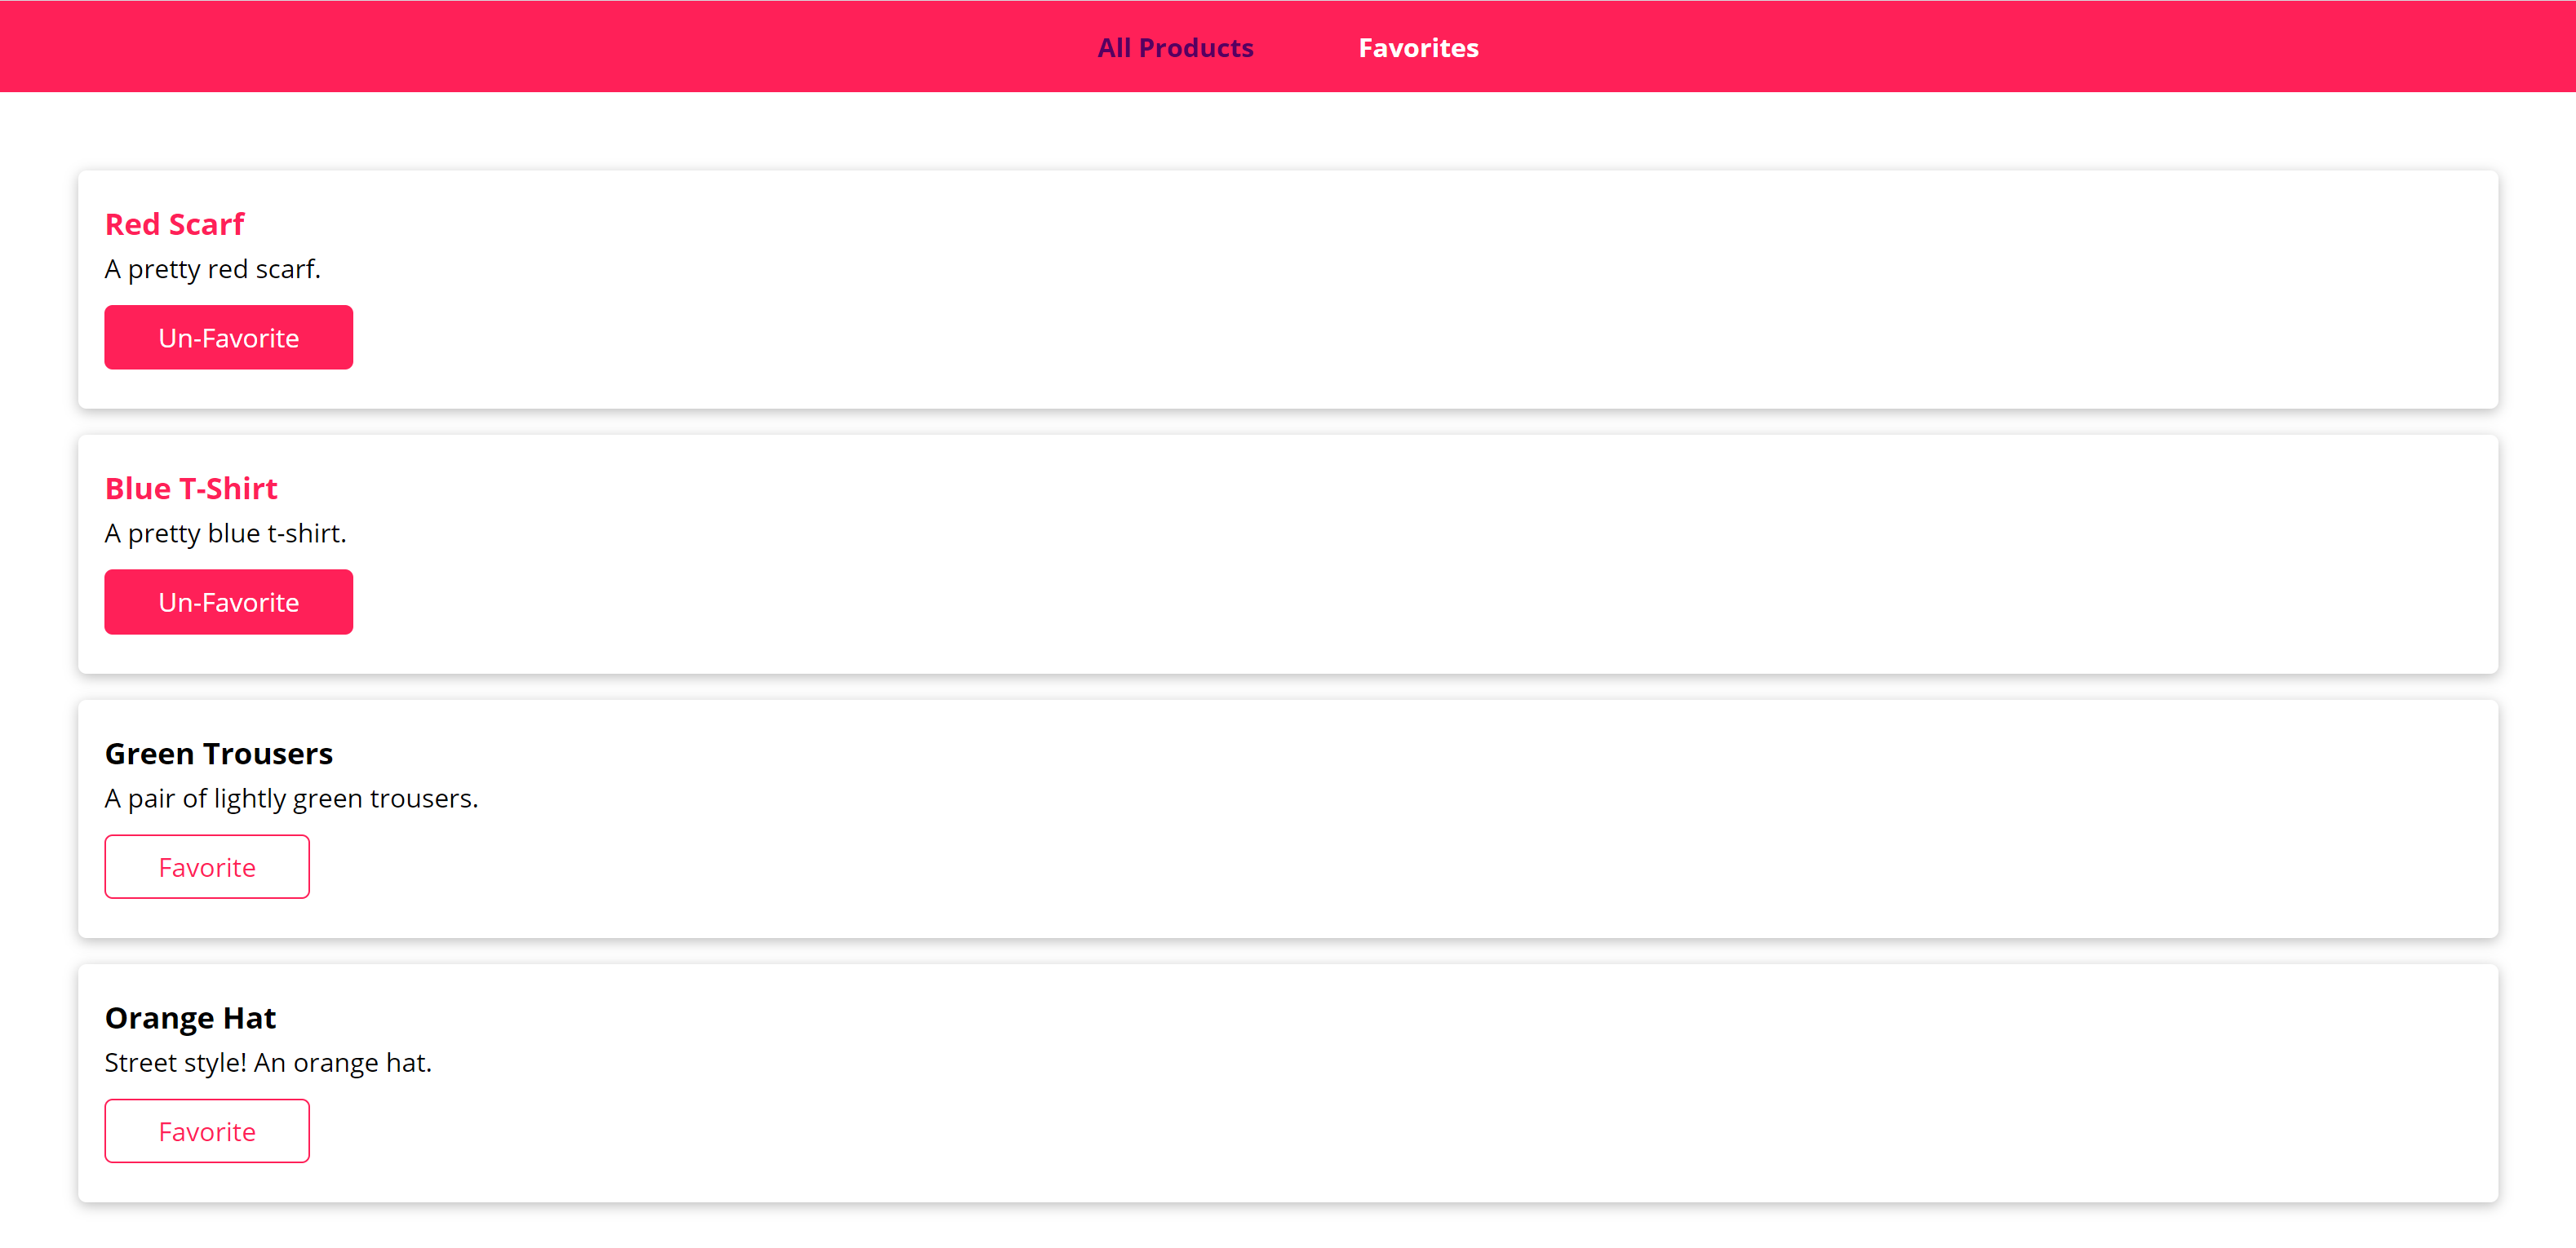 All Products Favorites
Red Scarf
A pretty red scarf.
Un-Favorite
Blue T-Shirt
A pretty blue t-shirt.
Un-Favorite
Green Trousers
A pair of lightly green trousers.
Favorite
Orange Hat
Street style! An orange hat.
Favorite